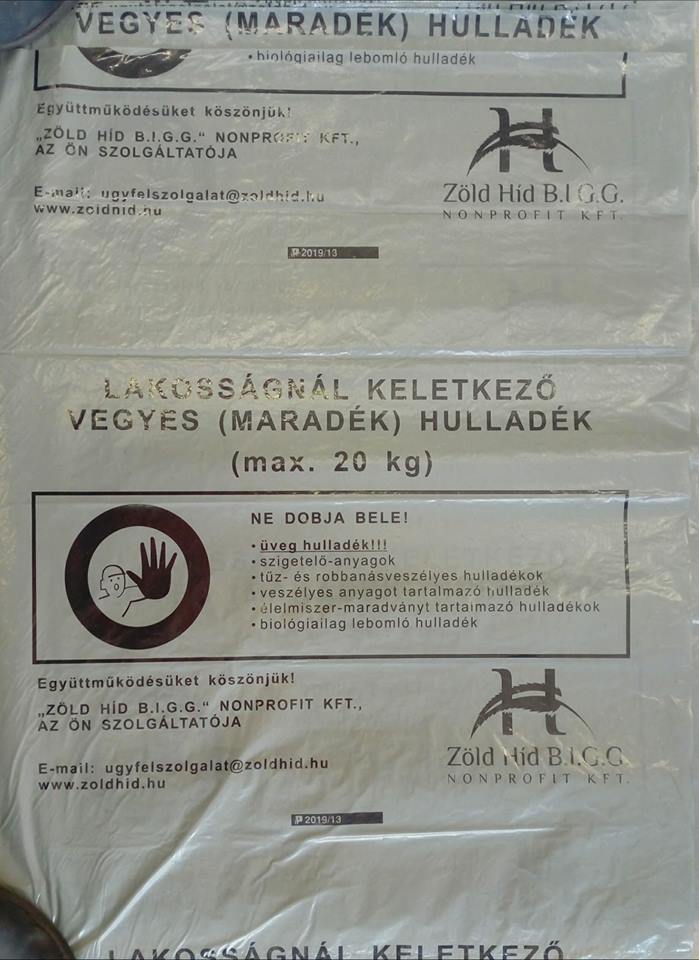 VEGYES (MARADÉK) HULLADÉK
• biológiailag lebomló hulladék
Együttműködésüket köszönjük!
„ZÖLD HÍD B.I.G.G.“ NONPROFIT KFT.,
AZ ÖN SZOLGÁLTATÓJA
E-mail: ugyfelszolgalat@zoldhid.hu
www.zoldhid.hu
Zöld Híd B.I.G.G.
NONPROFIT KFT.
2019/13
LAKOSSÁGNÁL KELETKEZŐ
VEGYES (MARADÉK) HULLADÉK
(max. 20 kg)
NE DOBJA BELE!
• üveg hulladék!!!
• szigetelő-anyagok
• tűz- és robbanásveszélyes hulladékok
• veszélyes anyagot tartalmazó hulladék
• élelmiszer-maradványt tartalmazó hulladékok
• biológiailag lebomló hulladék
Együttműködésüket köszönjük!
„ZÖLD HÍD B.I.G.G.“ NONPROFIT KFT.,
AZ ÖN SZOLGÁLTATÓJA
E-mail: ugyfelszolgalat@zoldhid.hu
www.zoldhid.hu
Zöld Híd B.I.G.G.
NONPROFIT KFT.
2019/13
LAKOSSÁGNÁL KELETKEZŐ